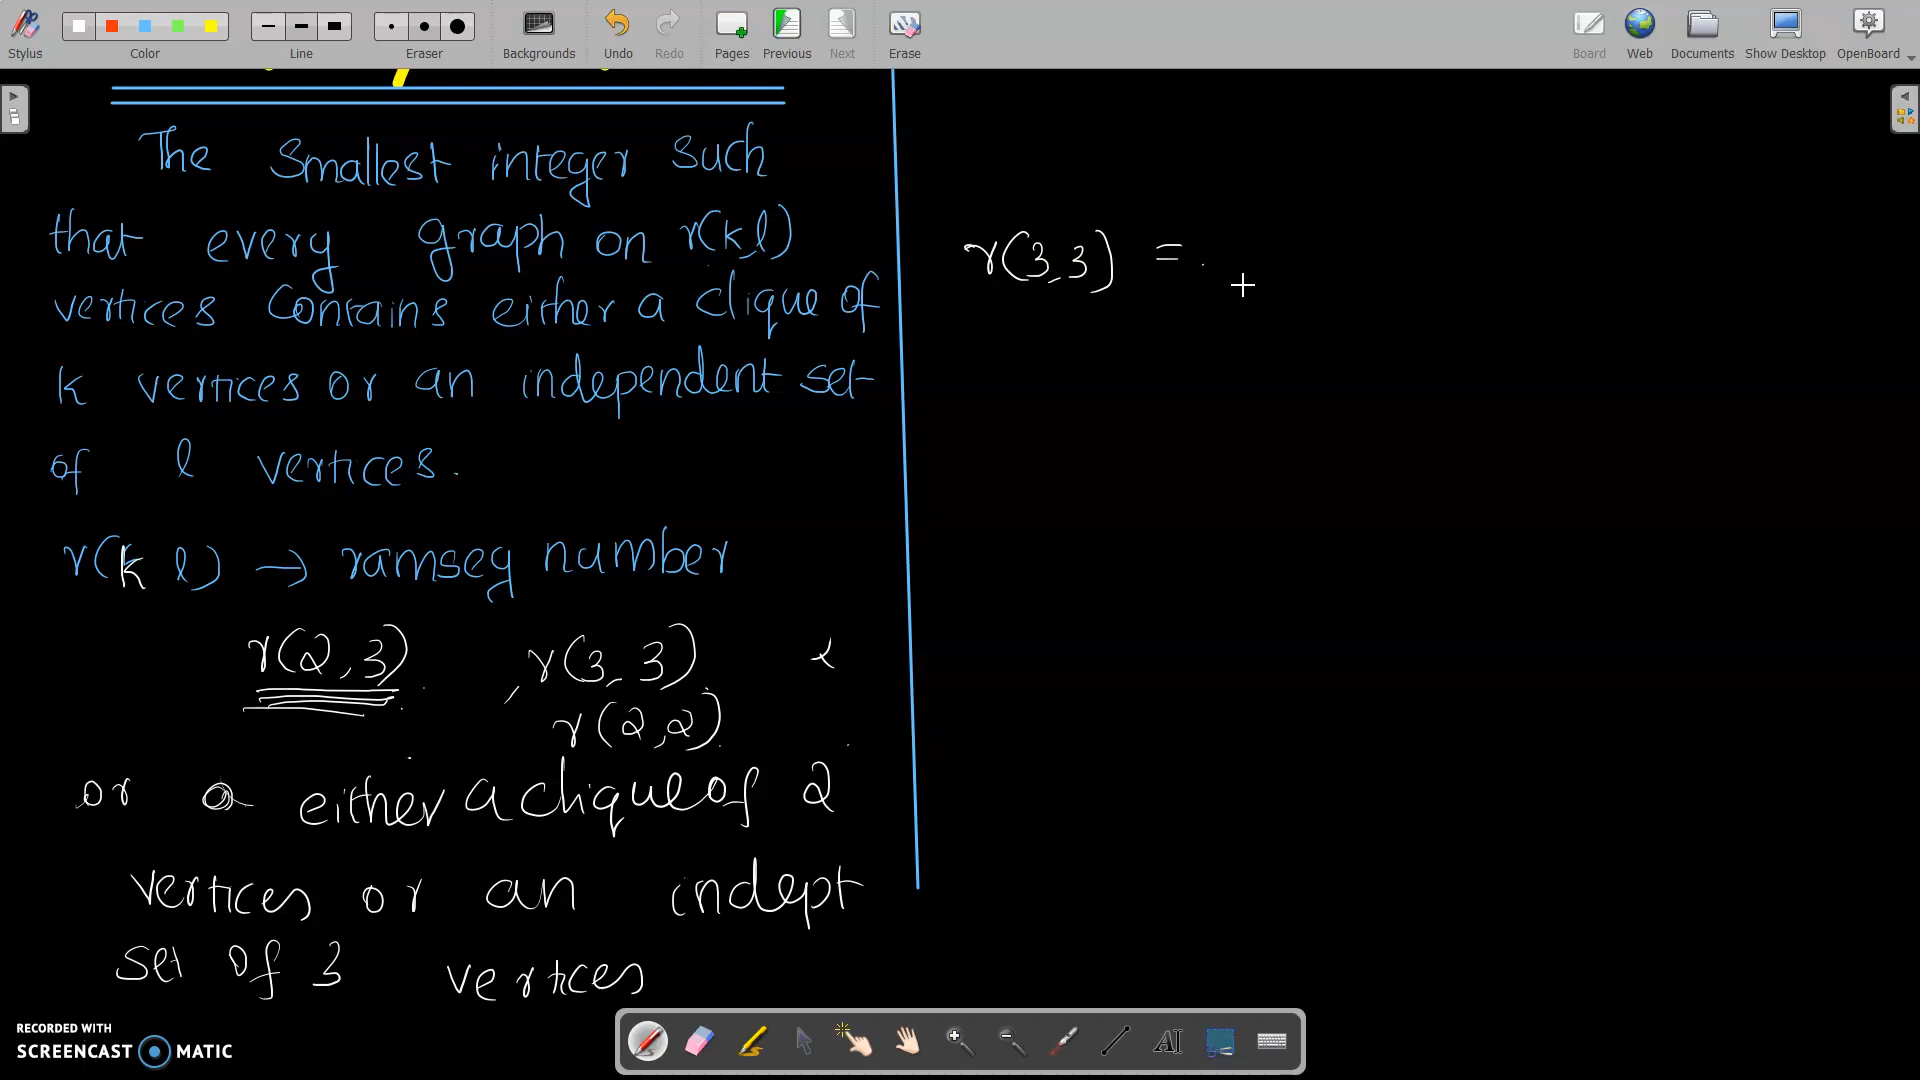 Stylus Color Line Eraser Backgrounds Undo Redo Pages Previous Next Erase Board Web Documents Show Desktop OpenBoard
The smallest integer such
that every graph on r(k,l)
vertices contains either a clique of
k vertices or an independent set
of l vertices.
r(k l) → ramsey number
r(2,3) , r(3,3)
r(2,2)
or a either a clique of 2
vertices or an indept
set of 3 vertices
r(3,3) =
RECORDED WITH
SCREENCAST MATIC